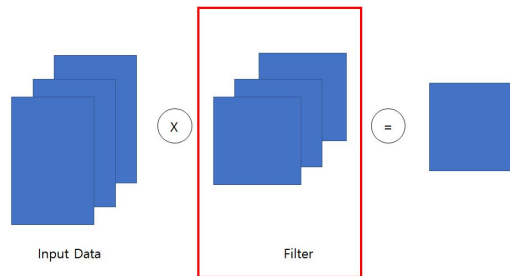 X
=
Input Data
Filter